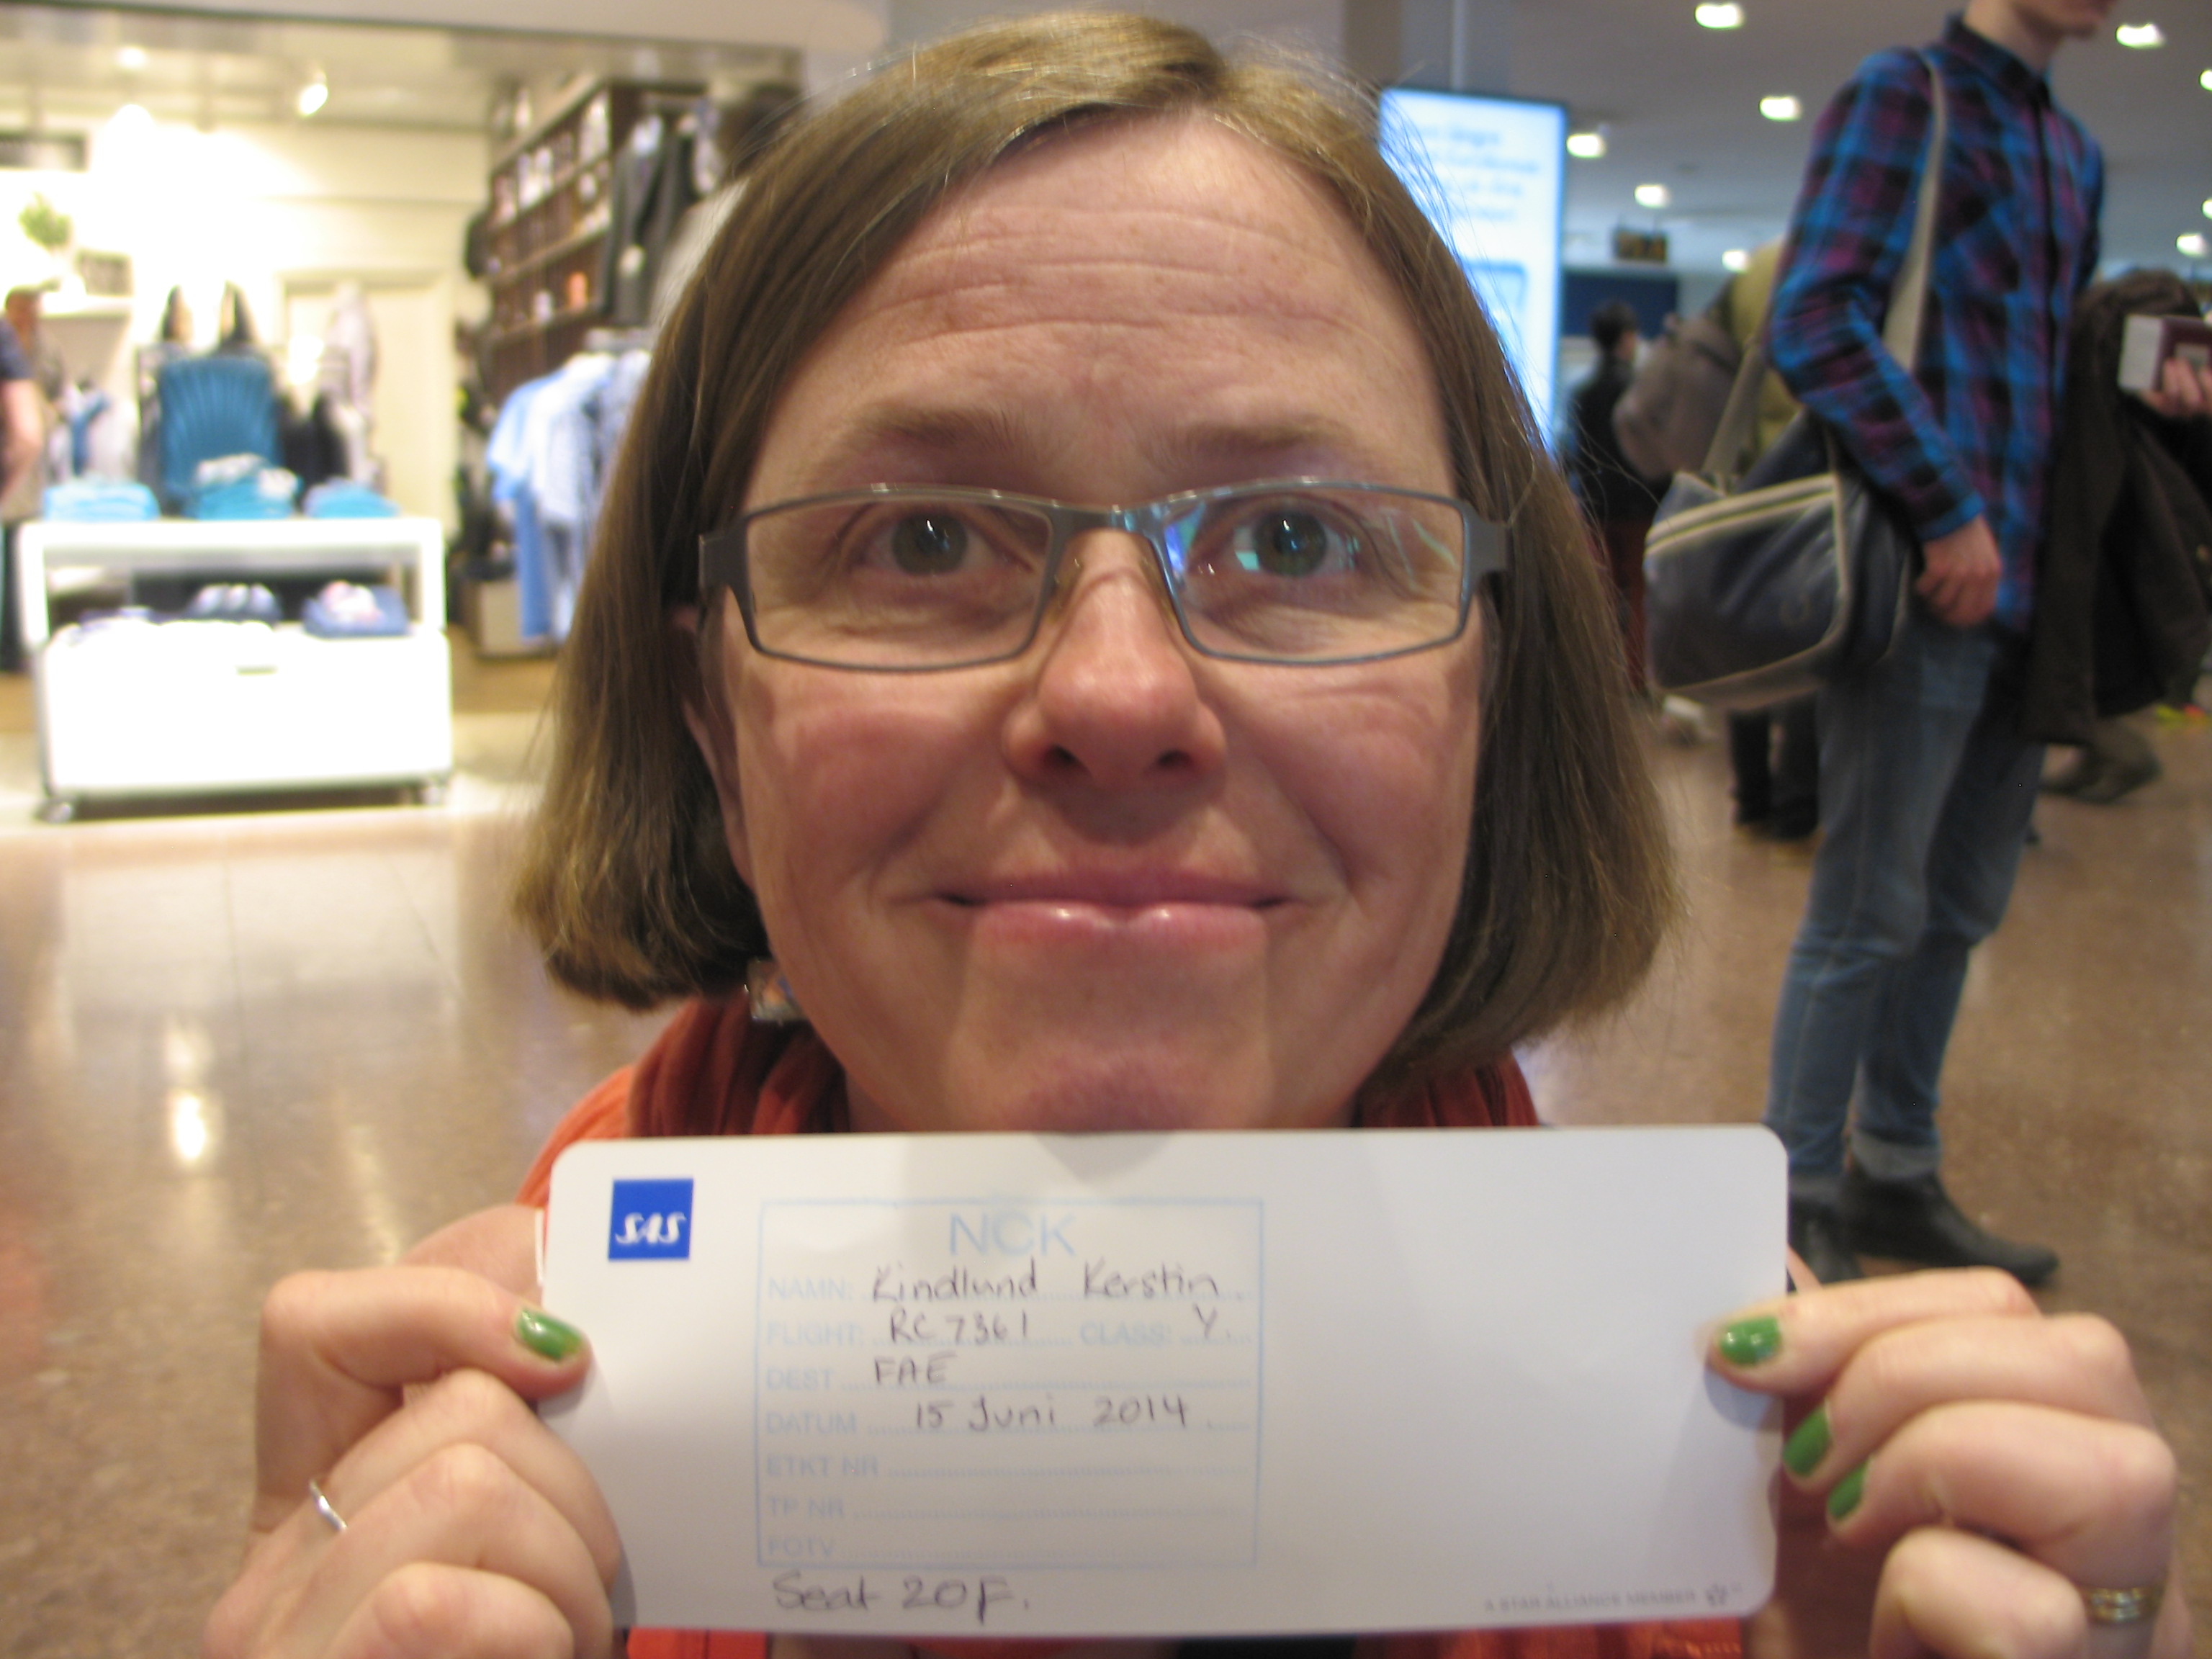 SAS
NCK
NAMN: Kindlund Kerstin
FLIGHT: RC 7361 CLASS: Y.
DEST FAE
DATUM 15 Juni 2014
ETKT NR
TP NR
FOTV
Seat 20F.
A STAR ALLIANCE MEMBER